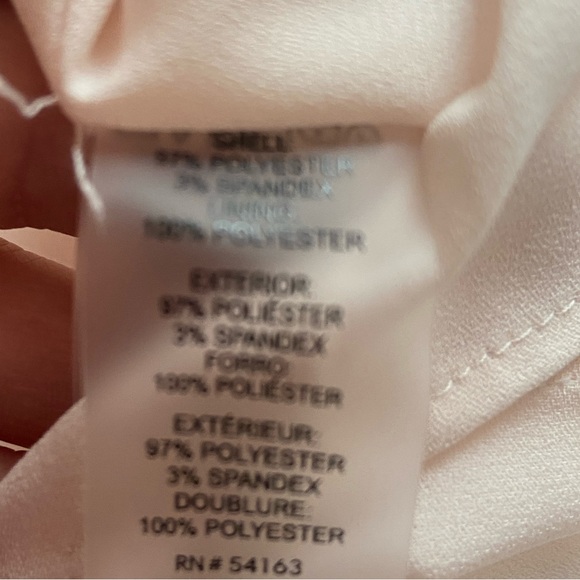 SHELL:
97% POLYESTER
3% SPANDEX
LINING:
100% POLYESTER
EXTERIOR:
97% POLIÉSTER
3% SPANDEX
FORRO:
100% POLIÉSTER
EXTÉRIEUR:
97% POLYESTER
3% SPANDEX
DOUBLURE:
100% POLYESTER
RN# 54163